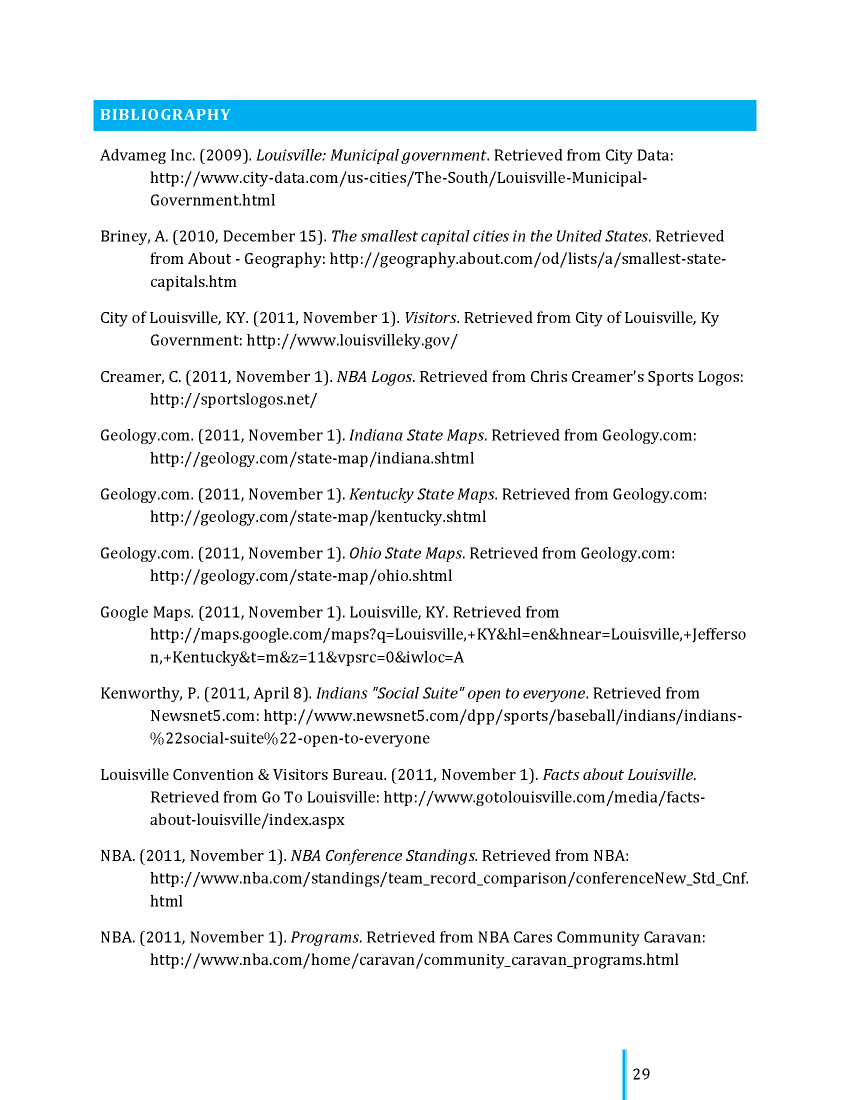 BIBLIOGRAPHY
Advameg Inc. (2009). Louisville: Municipal government. Retrieved from City Data:
http://www.city-data.com/us-cities/The-South/Louisville-Municipal-
Government.html
Briney, A. (2010, December 15). The smallest capital cities in the United States. Retrieved
from About - Geography: http://geography.about.com/od/lists/a/smallest-state-
capitals.htm
City of Louisville, KY. (2011, November 1). Visitors. Retrieved from City of Louisville, Ky
Government: http://www.louisvilleky.gov/
Creamer, C. (2011, November 1). NBA Logos. Retrieved from Chris Creamer's Sports Logos:
http://sportslogos.net/
Geology.com. (2011, November 1). Indiana State Maps. Retrieved from Geology.com:
http://geology.com/state-map/indiana.shtml
Geology.com. (2011, November 1). Kentucky State Maps. Retrieved from Geology.com:
http://geology.com/state-map/kentucky.shtml
Geology.com. (2011, November 1). Ohio State Maps. Retrieved from Geology.com:
http://geology.com/state-map/ohio.shtml
Google Maps. (2011, November 1). Louisville, KY. Retrieved from
http://maps.google.com/maps?q=Louisville,+KY&hl=en&hnear=Louisville,+Jefferso
n,+Kentucky&t=m&z=11&vpsrc=0&iwloc=A
Kenworthy, P. (2011, April 8). Indians "Social Suite" open to everyone. Retrieved from
Newsnet5.com: http://www.newsnet5.com/dpp/sports/baseball/indians/indians-
%22social-suite%22-open-to-everyone
Louisville Convention & Visitors Bureau. (2011, November 1). Facts about Louisville.
Retrieved from Go To Louisville: http://www.gotolouisville.com/media/facts-
about-louisville/index.aspx
NBA. (2011, November 1). NBA Conference Standings. Retrieved from NBA:
http://www.nba.com/standings/team_record_comparison/conferenceNew_Std_Cnf.
html
NBA. (2011, November 1). Programs. Retrieved from NBA Cares Community Caravan:
http://www.nba.com/home/caravan/community_caravan_programs.html
29